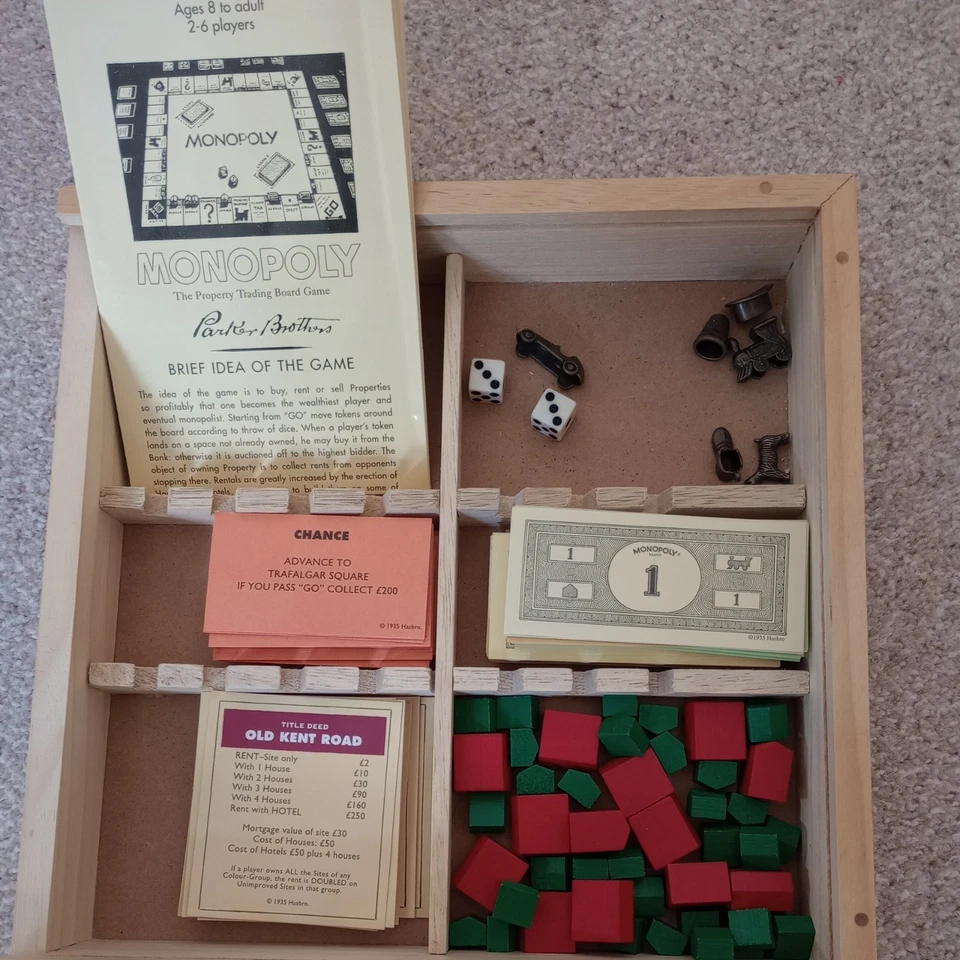 Ages 8 to adult
2-6 players
MONOPOLY
GO
MONOPOLY
The Property Trading Board Game
Parker Brothers
BRIEF IDEA OF THE GAME
The idea of the game is to buy, rent or sell Properties
so profitably that one becomes the wealthiest player and
eventual monopolist. Starting from "GO" move tokens around
the board according to throw of dice. When a player's token
lands on a space not already owned, he may buy it from the
Bank: otherwise it is auctioned off to the highest bidder. The
object of owning Property is to collect rents from opponents
stopping there. Rentals are greatly increased by the erection of
CHANCE
ADVANCE TO
TRAFALGAR SQUARE
IF YOU PASS "GO" COLLECT £200
© 1935 Hasbro.
1
MONOPOLY
1
1
©1935 Hasbro.
TITLE DEED
OLD KENT ROAD
RENT–Site only £2
With 1 House £10
With 2 Houses £30
With 3 Houses £90
With 4 Houses £160
Rent with HOTEL £250
Mortgage value of site £30
Cost of Houses: £50
Cost of Hotels £50 plus 4 houses
If a player owns ALL the Sites of any
Colour-Group, the rent is DOUBLED on
Unimproved Sites in that group.
© 1935 Hasbro.